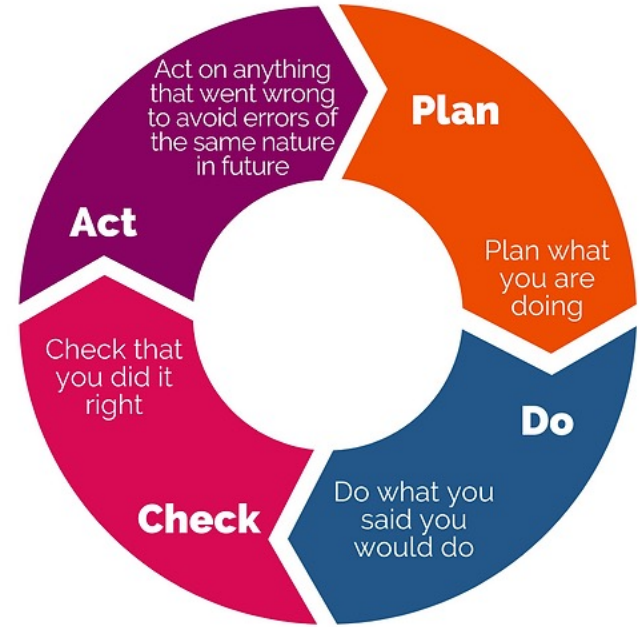 Plan
Plan what
you are
doing
Do
Do what you
said you
would do
Check that
you did it
right
Check
Act on anything
that went wrong
to avoid errors of
the same nature
in future
Act